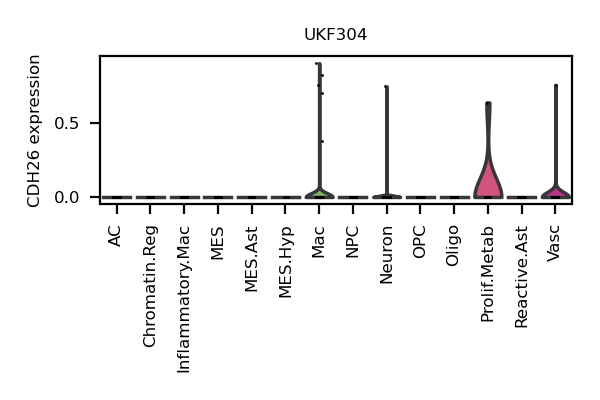 UKF304
CDH26 expression
0.5
0.0
AC
Chromatin.Reg
Inflammatory.Mac
MES
MES.Ast
MES.Hyp
Mac
NPC
Neuron
OPC
Oligo
Prolif.Metab
Reactive.Ast
Vasc